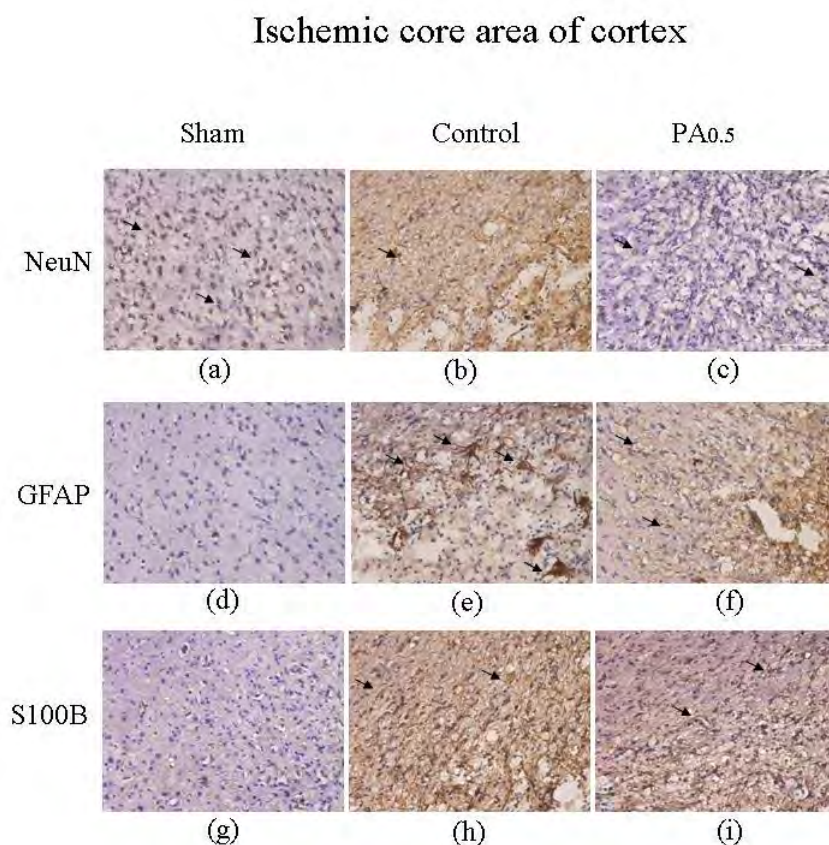 Ischemic core area of cortex
Sham Control PA0.5
NeuN
(a) (b) (c)
GFAP
(d) (e) (f)
S100B
(g) (h) (i)